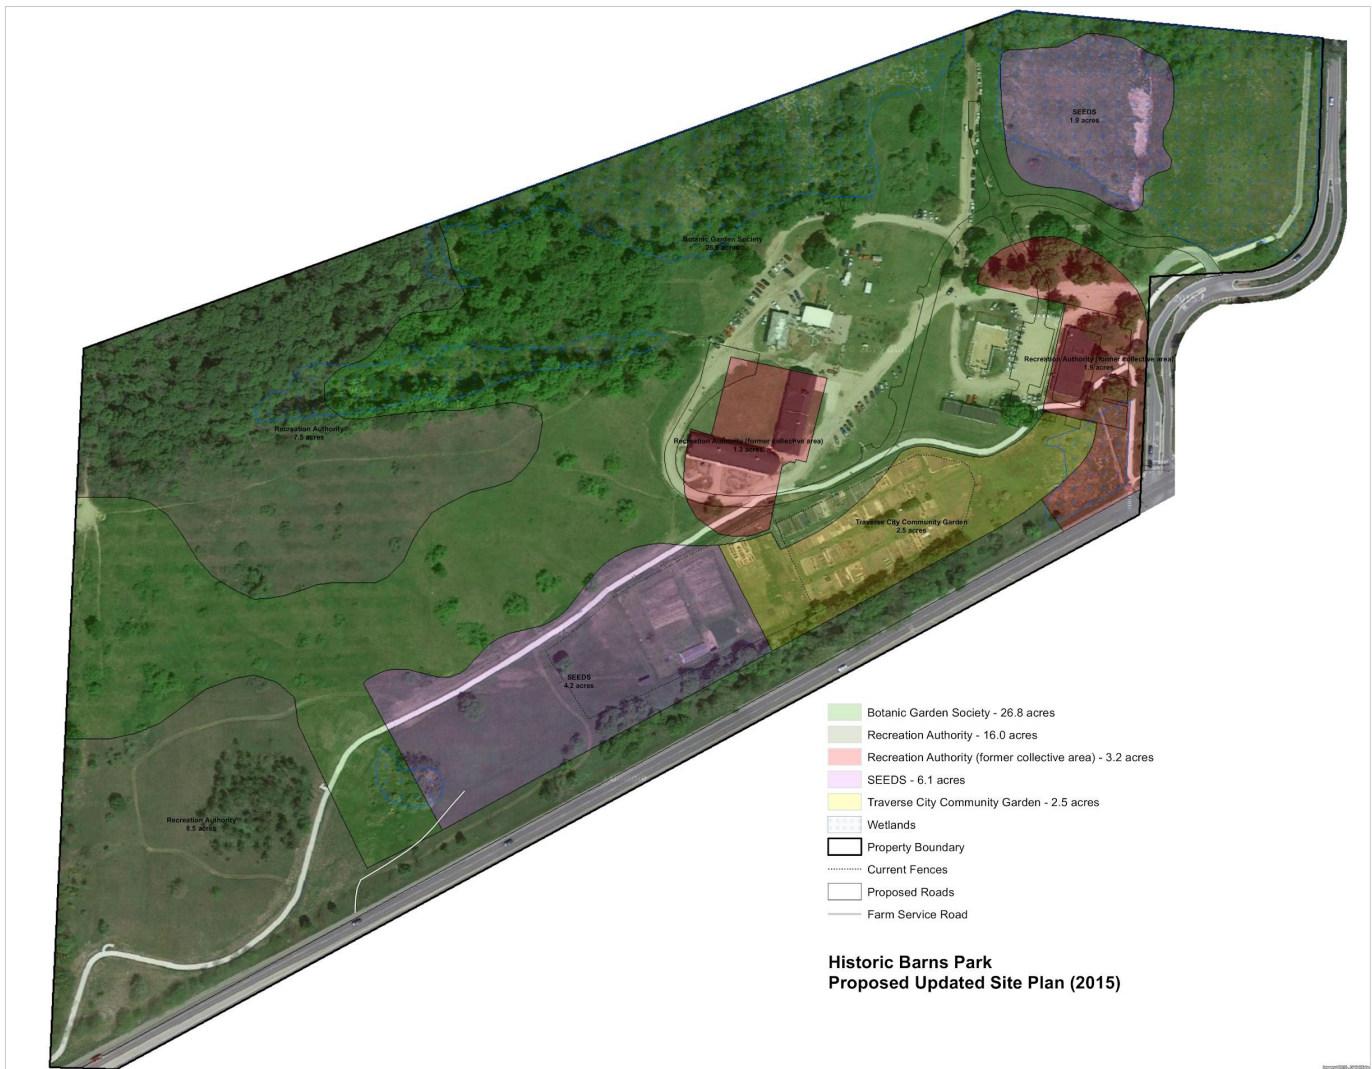 SEEDS
1.9 acres
Botanic Garden Society
Recreation Authority (former collective area)
1.9 acres
Recreation Authority
7.5 acres
Recreation Authority (former collective area)
1.3 acres
Traverse City Community Garden
2.5 acres
SEEDS
4.2 acres
Recreation Authority
8.5 acres
Botanic Garden Society - 26.8 acres
Recreation Authority - 16.0 acres
Recreation Authority (former collective area) - 3.2 acres
SEEDS - 6.1 acres
Traverse City Community Garden - 2.5 acres
Wetlands
Property Boundary
Current Fences
Proposed Roads
Farm Service Road
Historic Barns Park
Proposed Updated Site Plan (2015)